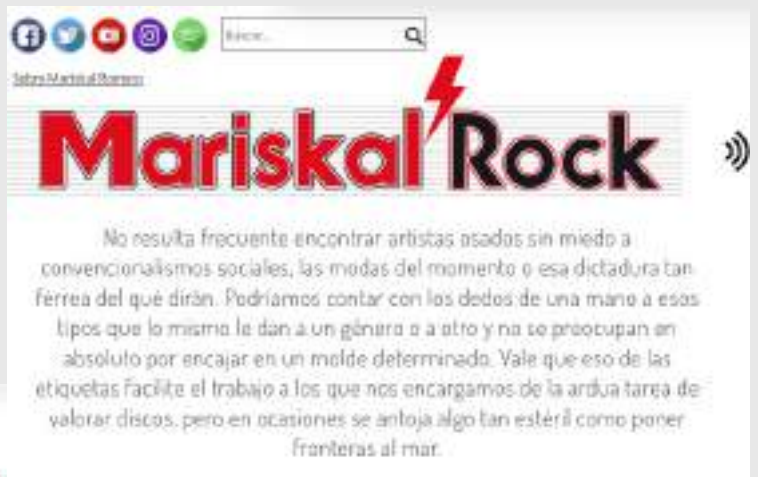 Buscar...
Sobre Mariskal Romero
Mariskal Rock
No resulta frecuente encontrar artistas osados sin miedo a
convencionalismos sociales, las modas del momento o esa dictadura tan
férrea del qué dirán. Podríamos contar con los dedos de una mano a esos
tipos que lo mismo le dan a un género o a otro y no se preocupan en
absoluto por encajar en un molde determinado. Vale que eso de las
etiquetas facilite el trabajo a los que nos encargamos de la ardua tarea de
valorar discos, pero en ocasiones se antoja algo tan estéril como poner
fronteras al mar.